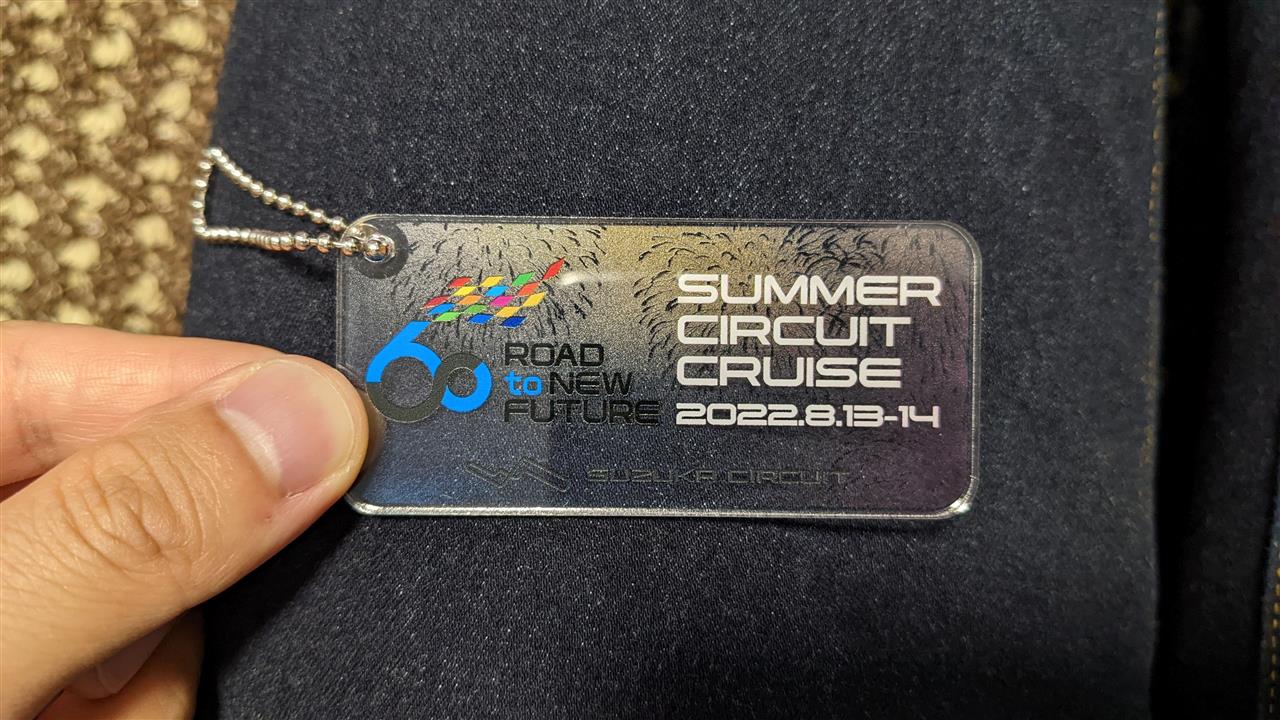 60
ROAD
to NEW
FUTURE
SUMMER
CIRCUIT
CRUISE
2022.8.13-14
SUZUKA CIRCUIT